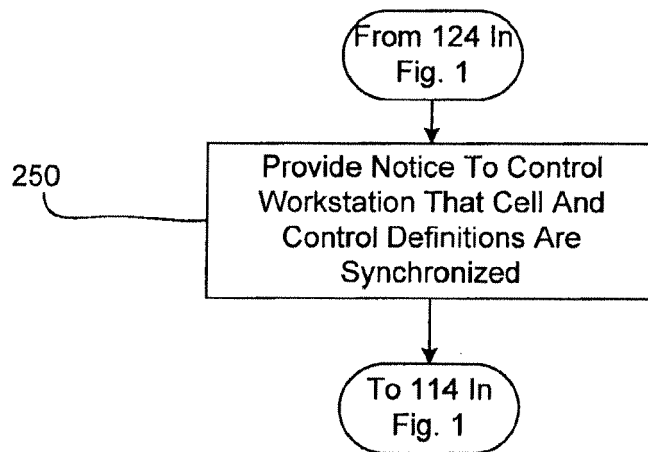 From 124 In
Fig. 1
250
Provide Notice To Control
Workstation That Cell And
Control Definitions Are
Synchronized
To 114 In
Fig. 1